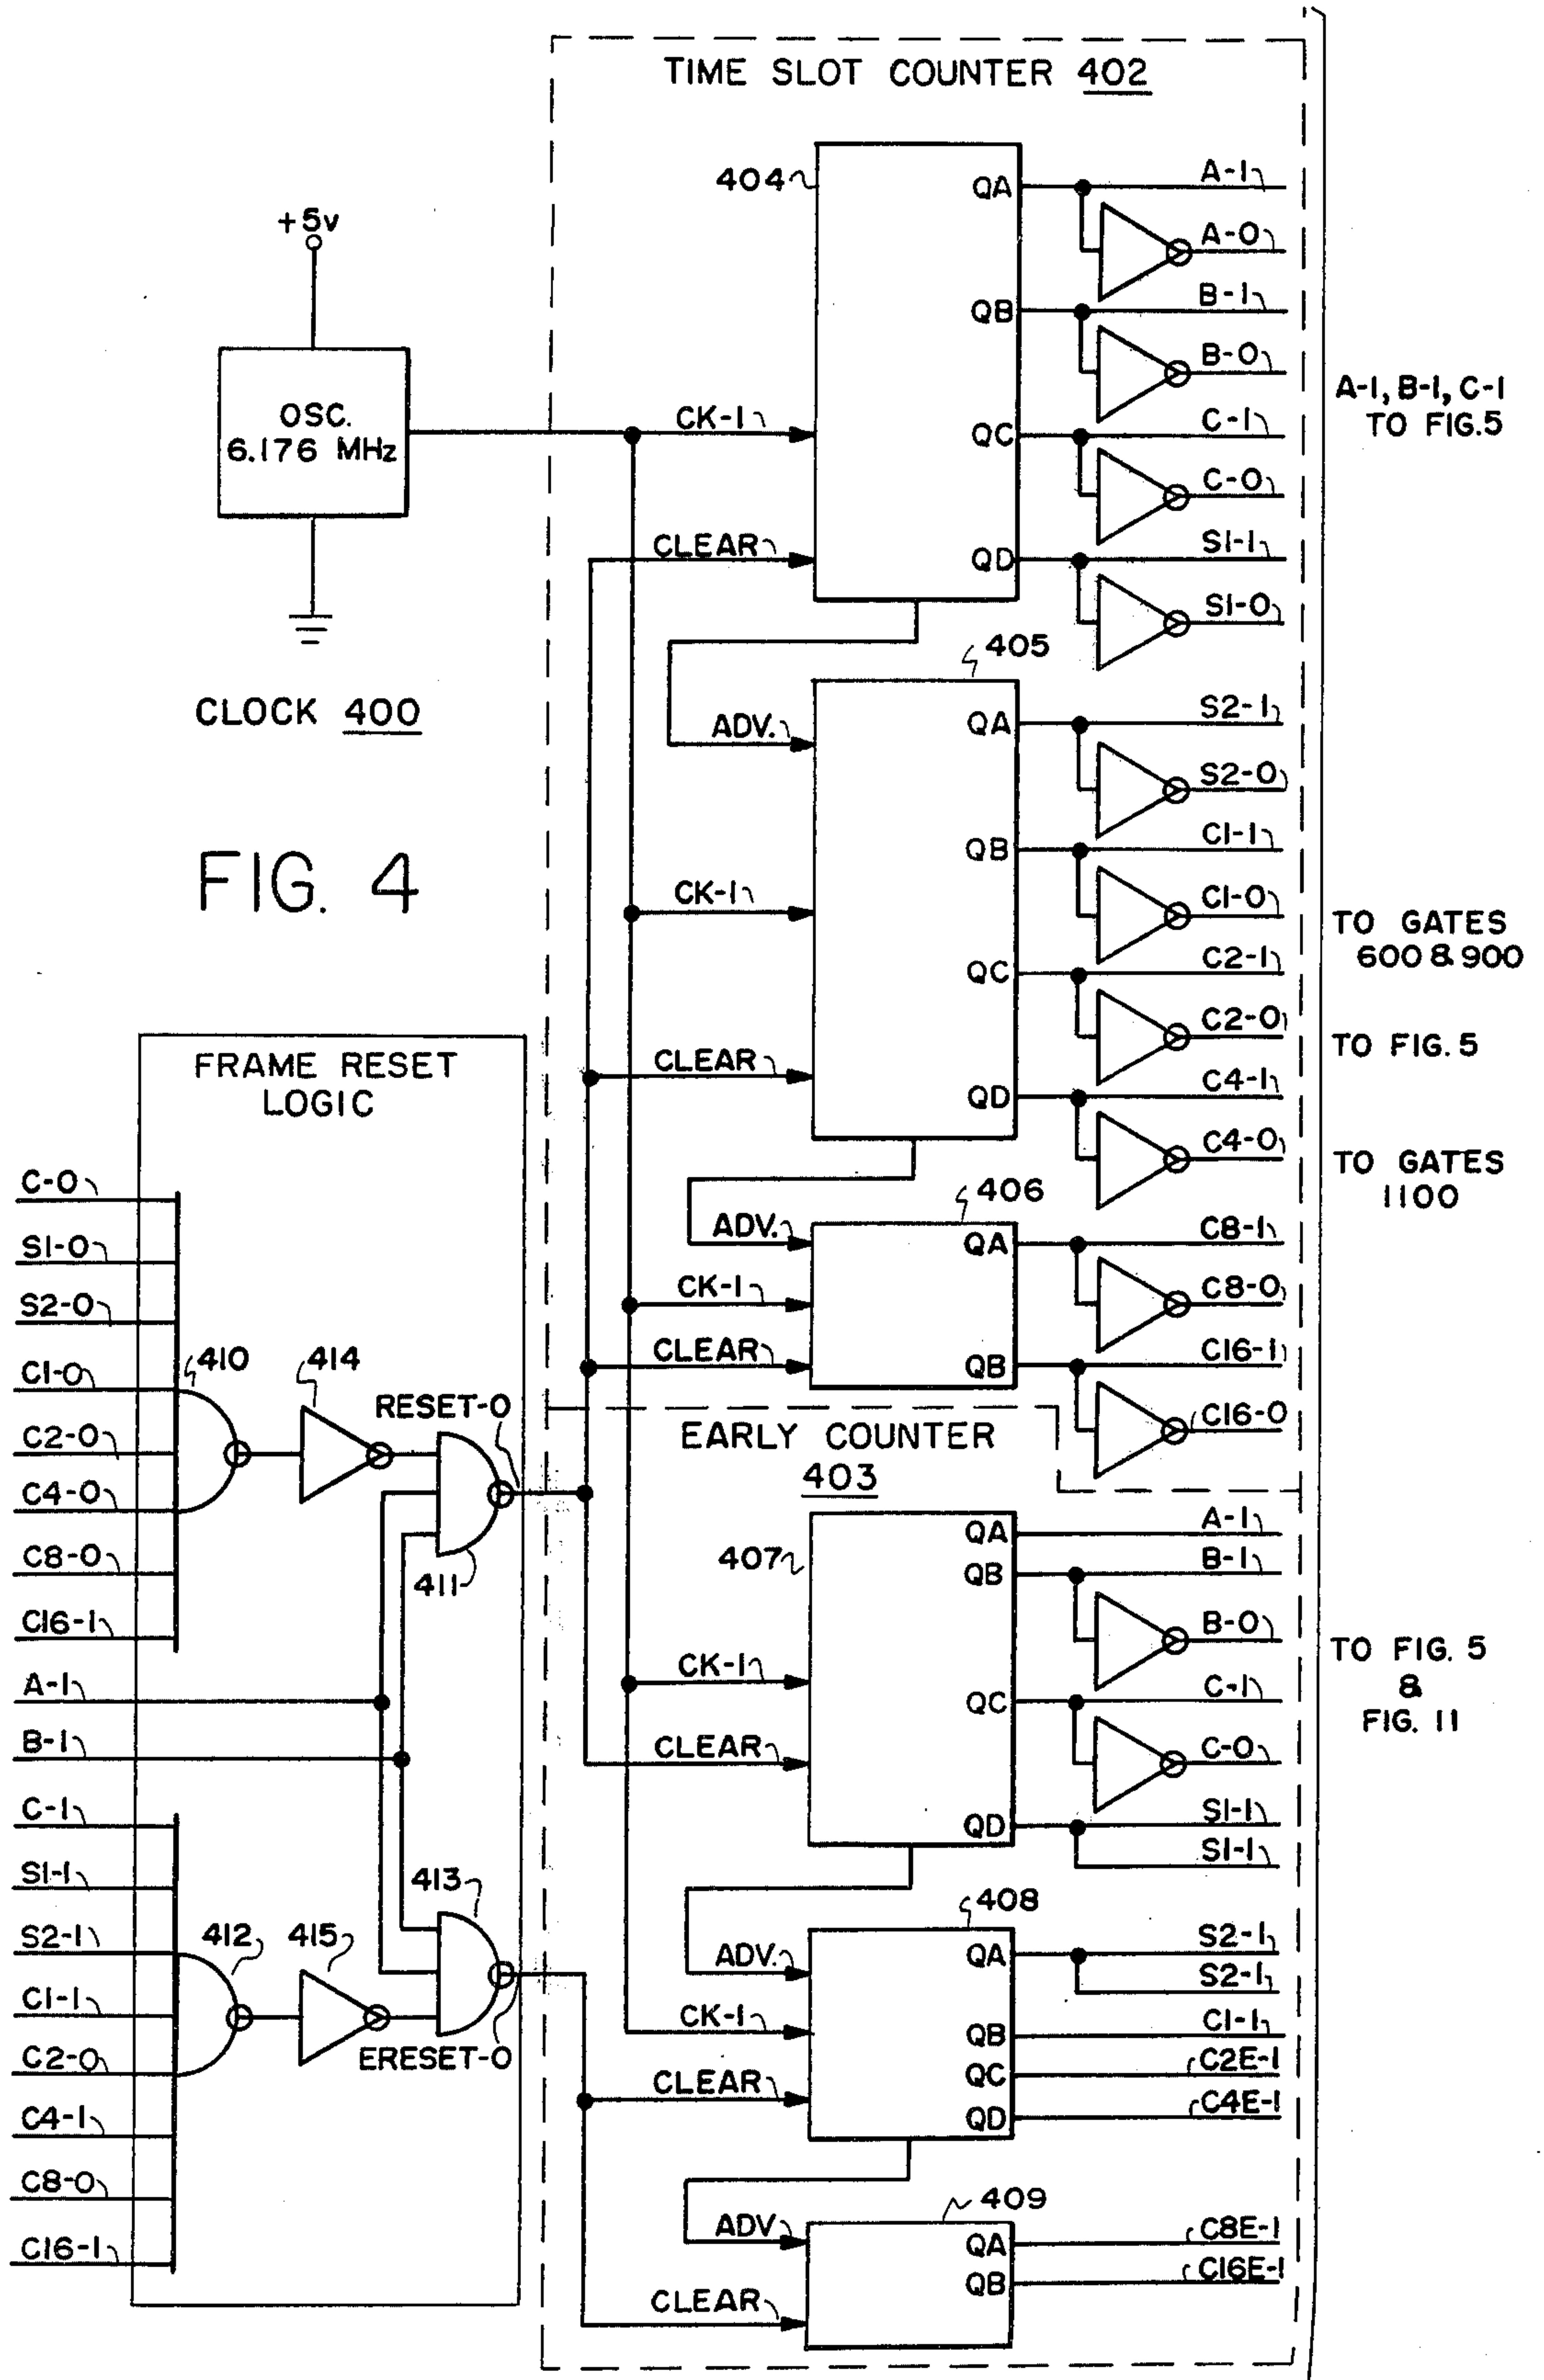 TIME SLOT COUNTER 402
404
QA
A-1
A-0
QB
B-1
B-0
CK-1
QC
C-1
C-0
CLEAR
QD
S1-1
S1-0
+5v
OSC.
6.176 MHz
CLOCK 400
A-1, B-1, C-1
TO FIG.5
FIG. 4
405
ADV.
QA
S2-1
S2-0
QB
C1-1
CK-1
C1-0
TO GATES
600 & 900
QC
C2-1
C2-0
TO FIG. 5
CLEAR
QD
C4-1
C4-0
TO GATES
1100
406
ADV.
QA
C8-1
CK-1
C8-0
CLEAR
QB
C16-1
C16-0
FRAME RESET
LOGIC
C-0
S1-0
S2-0
C1-0
410
414
RESET-0
C2-0
C4-0
C8-0
411
C16-1
A-1
B-1
C-1
S1-1
413
S2-1
412
415
C1-1
C2-0
ERESET-0
C4-1
C8-0
C16-1
EARLY COUNTER
403
407
QA
A-1
QB
B-1
B-0
CK-1
QC
C-1
TO FIG. 5
&
FIG. 11
CLEAR
C-0
QD
S1-1
S1-1
408
ADV.
QA
S2-1
S2-1
CK-1
QB
C1-1
QC
C2E-1
CLEAR
QD
C4E-1
409
ADV
QA
C8E-1
QB
C16E-1
CLEAR